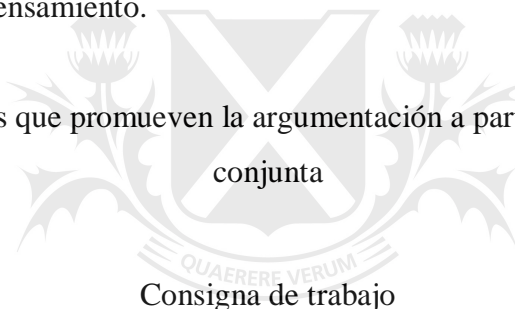 ensamiento.
s que promueven la argumentación a par
conjunta
QUAERERE VERUM
Consigna de trabajo